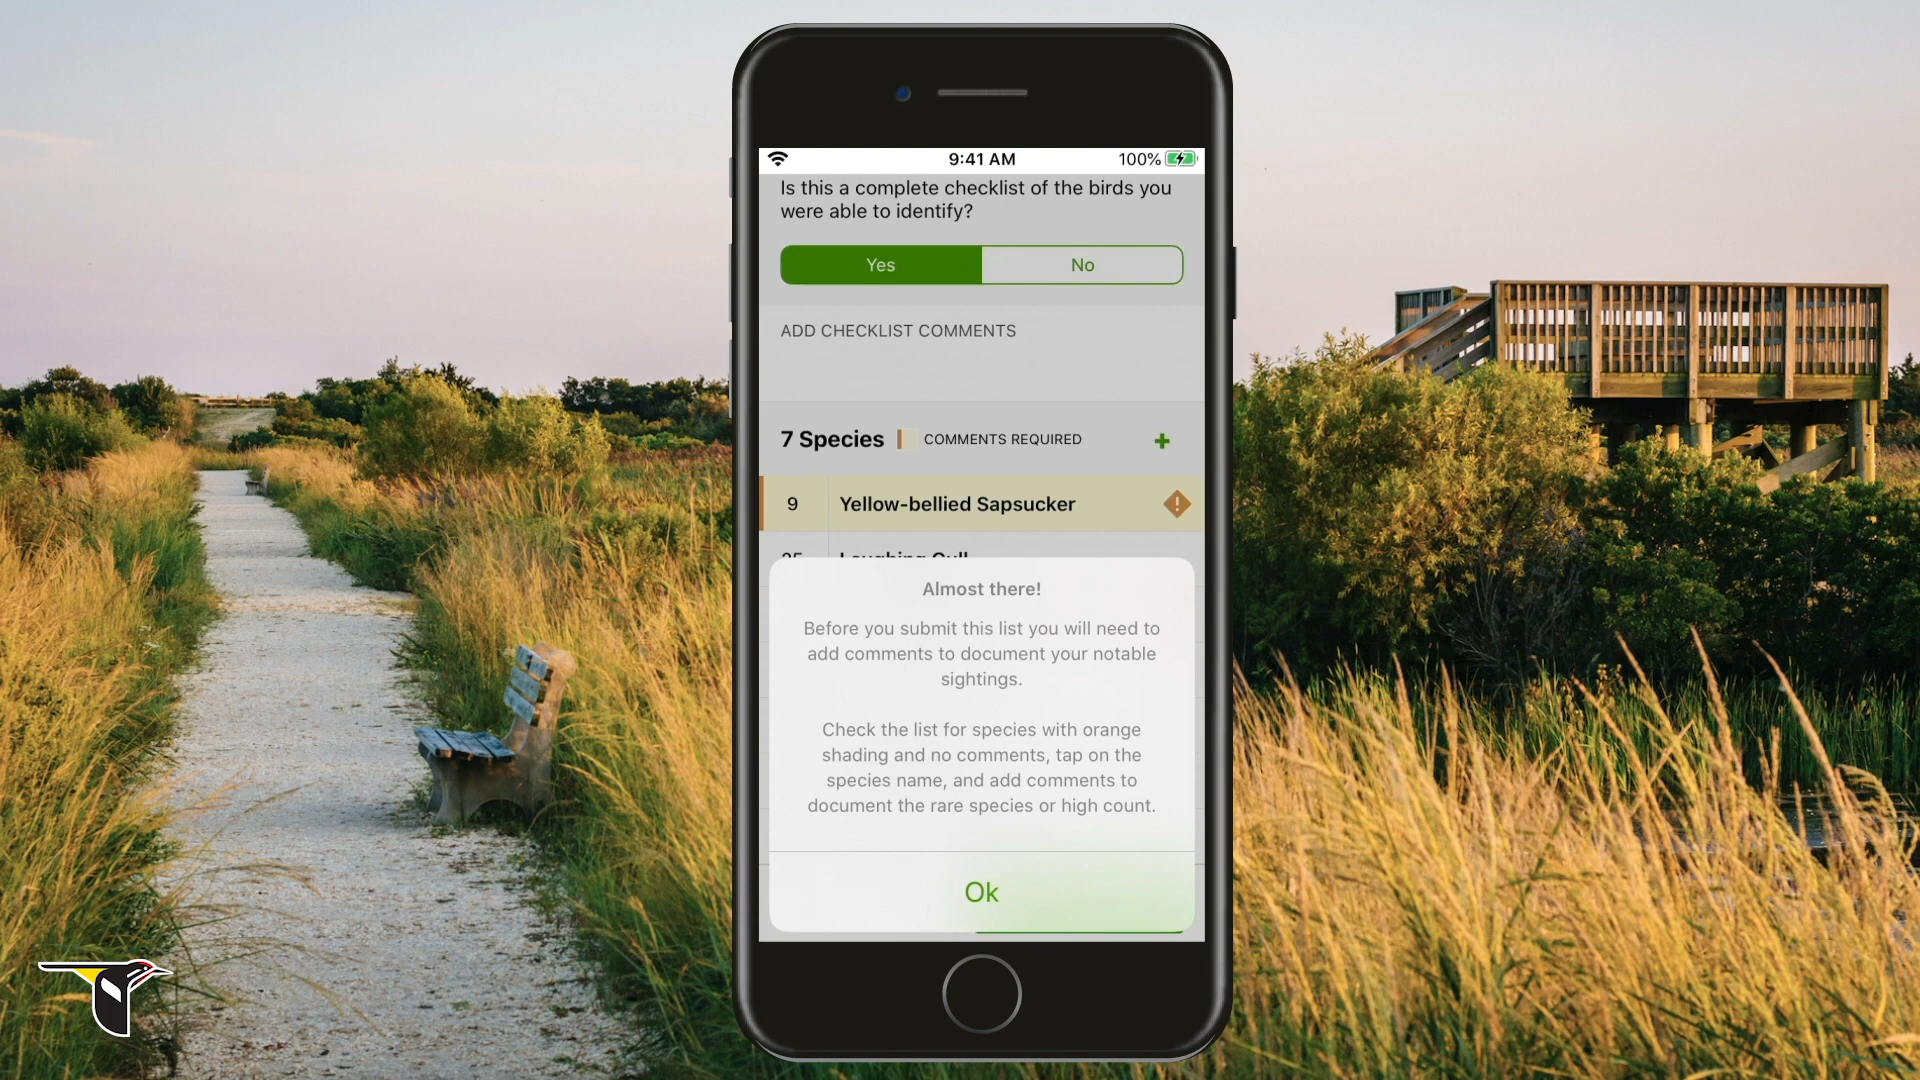 9:41 AM 100%
Is this a complete checklist of the birds you
were able to identify?
Yes No
ADD CHECKLIST COMMENTS
7 Species COMMENTS REQUIRED +
9 Yellow-bellied Sapsucker !
Almost there!
Before you submit this list you will need to
add comments to document your notable
sightings.
Check the list for species with orange
shading and no comments, tap on the
species name, and add comments to
document the rare species or high count.
Ok